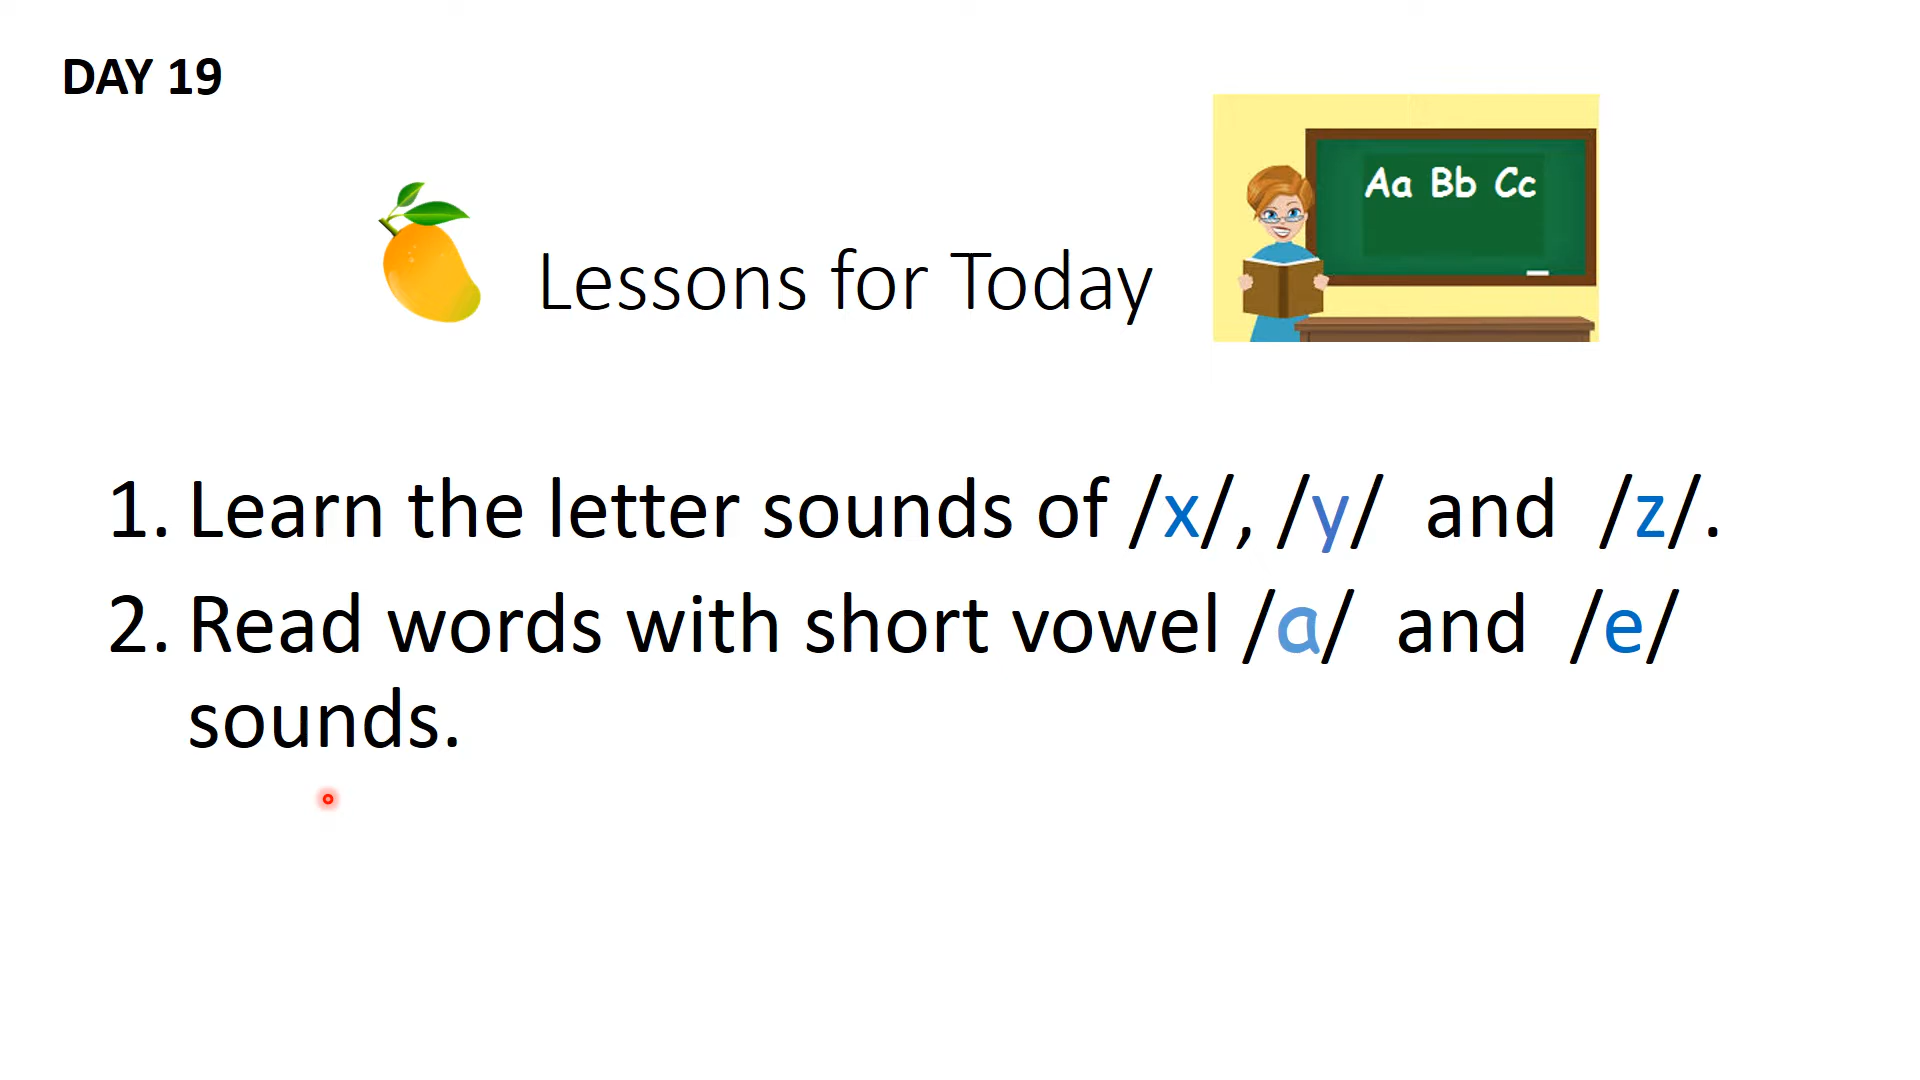 DAY 19
Aa Bb Cc
Lessons for Today
1. Learn the letter sounds of /x/, /y/ and /z/.
2. Read words with short vowel /a/ and /e/
sounds.